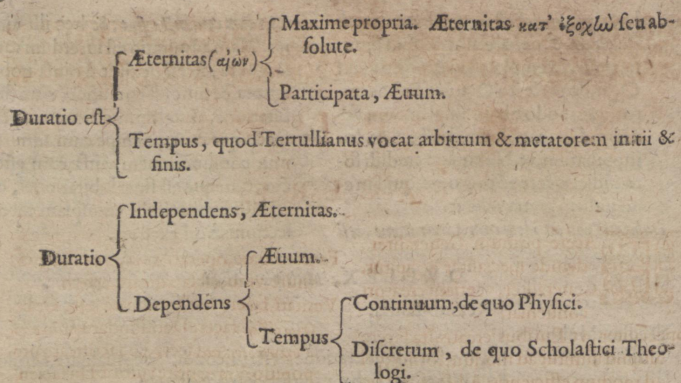 Maxime propria. Æternitas κατ' ἐξοχὼ seu ab-
solute.
Æternitas (αἰών)
Participata, Æuum.
Duratio est
Tempus, quod Tertullianus vocat arbitrum & metatorem initii &
finis.
Independens, Æternitas.
Duratio
Æuum.
Dependens
Continuum, de quo Physici.
Tempus
Discretum, de quo Scholastici Theo-
logi.